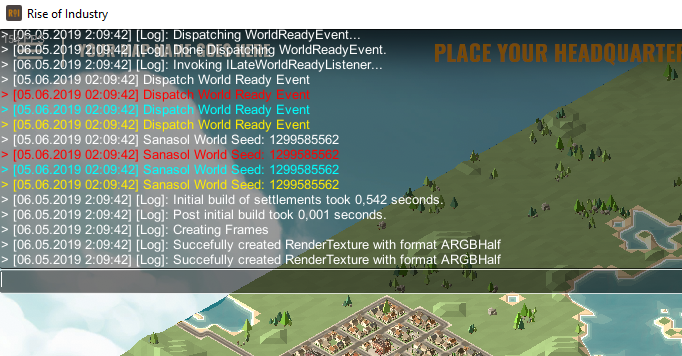 Rise of Industry
> [06.05.2019 2:09:42] [Log]: Dispatching WorldReadyEvent...
PLACE YOUR HEADQUARTER
> [06.05.2019 2:09:42] [Log]: Done Dispatching WorldReadyEvent.
> [06.05.2019 2:09:42] [Log]: Invoking ILateWorldReadyListener...
> [05.06.2019 02:09:42] Dispatch World Ready Event
> [05.06.2019 02:09:42] Dispatch World Ready Event
> [05.06.2019 02:09:42] Dispatch World Ready Event
> [05.06.2019 02:09:42] Dispatch World Ready Event
> [05.06.2019 02:09:42] Sanasol World Seed: 1299585562
> [05.06.2019 02:09:42] Sanasol World Seed: 1299585562
> [05.06.2019 02:09:42] Sanasol World Seed: 1299585562
> [05.06.2019 02:09:42] Sanasol World Seed: 1299585562
> [06.05.2019 2:09:42] [Log]: Initial build of settlements took 0,542 seconds.
> [06.05.2019 2:09:42] [Log]: Post initial build took 0,001 seconds.
> [06.05.2019 2:09:42] [Log]: Creating Frames
> [06.05.2019 2:09:42] [Log]: Succefully created RenderTexture with format ARGBHalf
> [06.05.2019 2:09:42] [Log]: Succefully created RenderTexture with format ARGBHalf